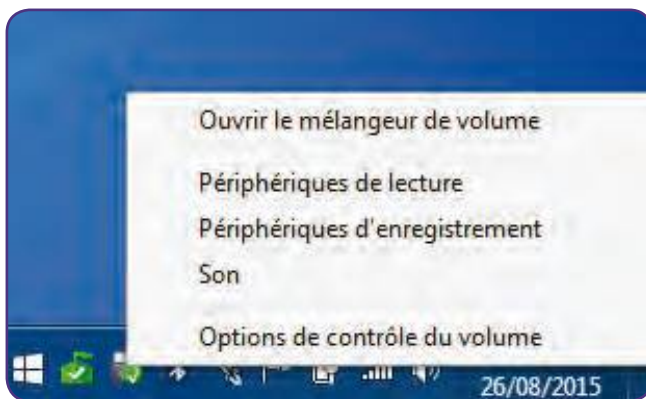 Ouvrir le mélangeur de volume
Périphériques de lecture
Périphériques d'enregistrement
Son
Options de contrôle du volume
26/08/2015